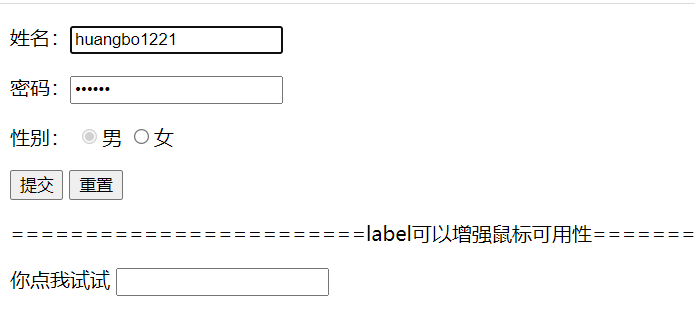 姓名：huangbo1221
密码：••••••
性别： 男 女
提交 重置
========================label可以增强鼠标可用性=======
你点我试试